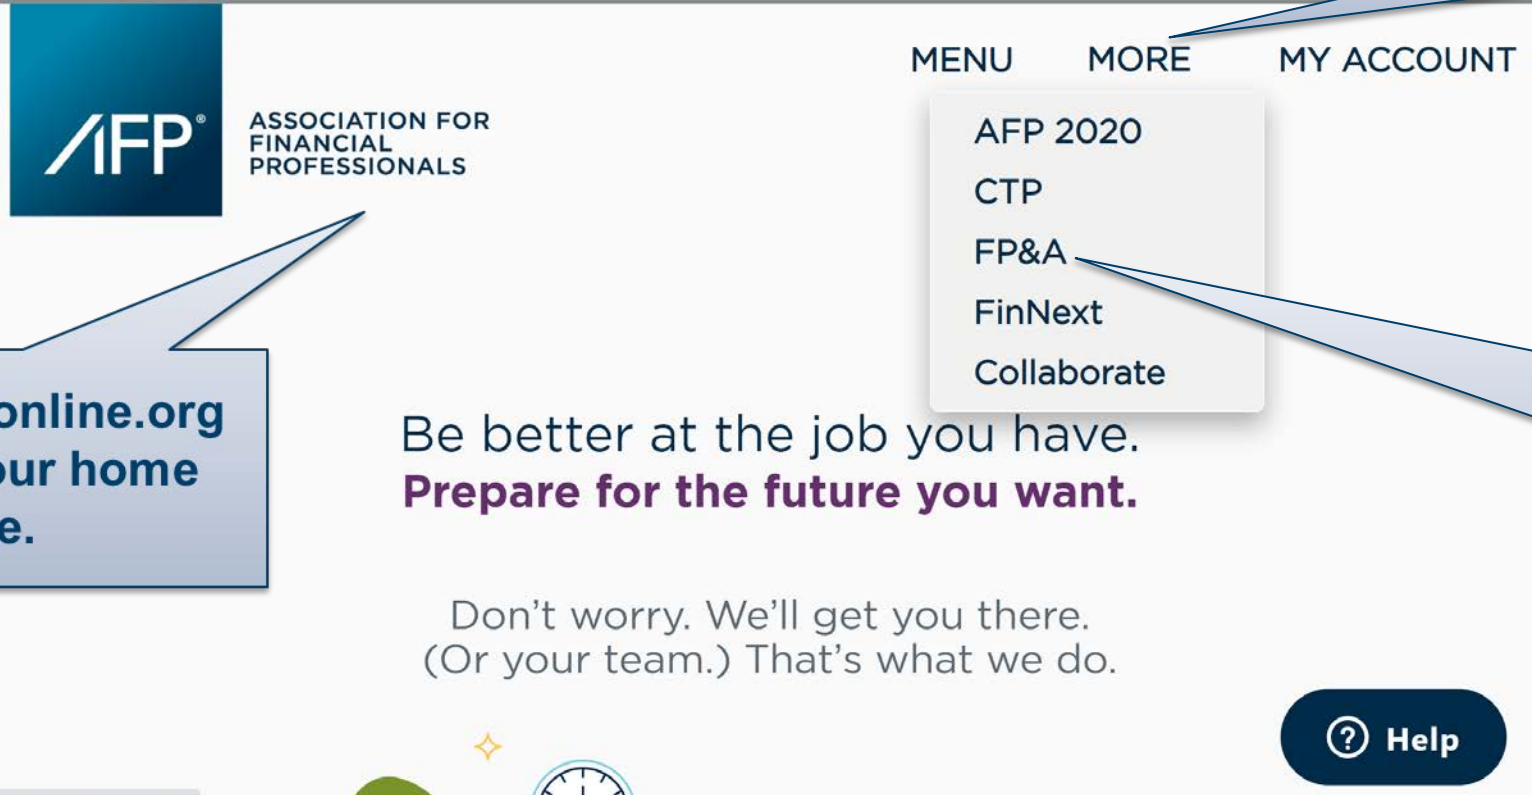 MENU MORE MY ACCOUNT
AFP®
ASSOCIATION FOR
FINANCIAL
PROFESSIONALS
AFP 2020
CTP
FP&A
FinNext
Collaborate
online.org
our home
e.
Be better at the job you have.
Prepare for the future you want.
Don't worry. We'll get you there.
(Or your team.) That's what we do.
? Help